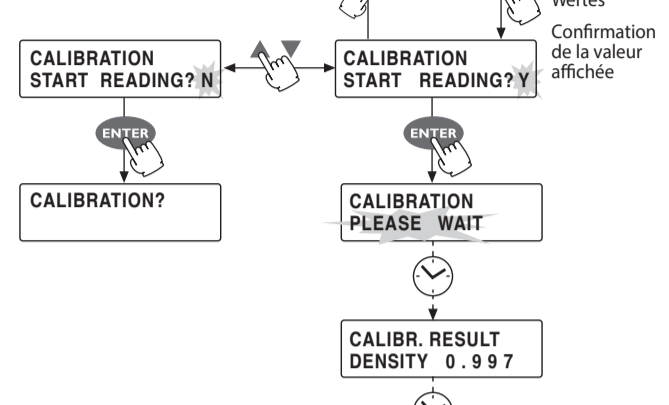 Wertes
Confirmation
de la valeur
affichée
CALIBRATION
START READING? N
CALIBRATION
START READING? Y
ENTER
ENTER
CALIBRATION?
CALIBRATION
PLEASE WAIT
CALIBR. RESULT
DENSITY 0.997